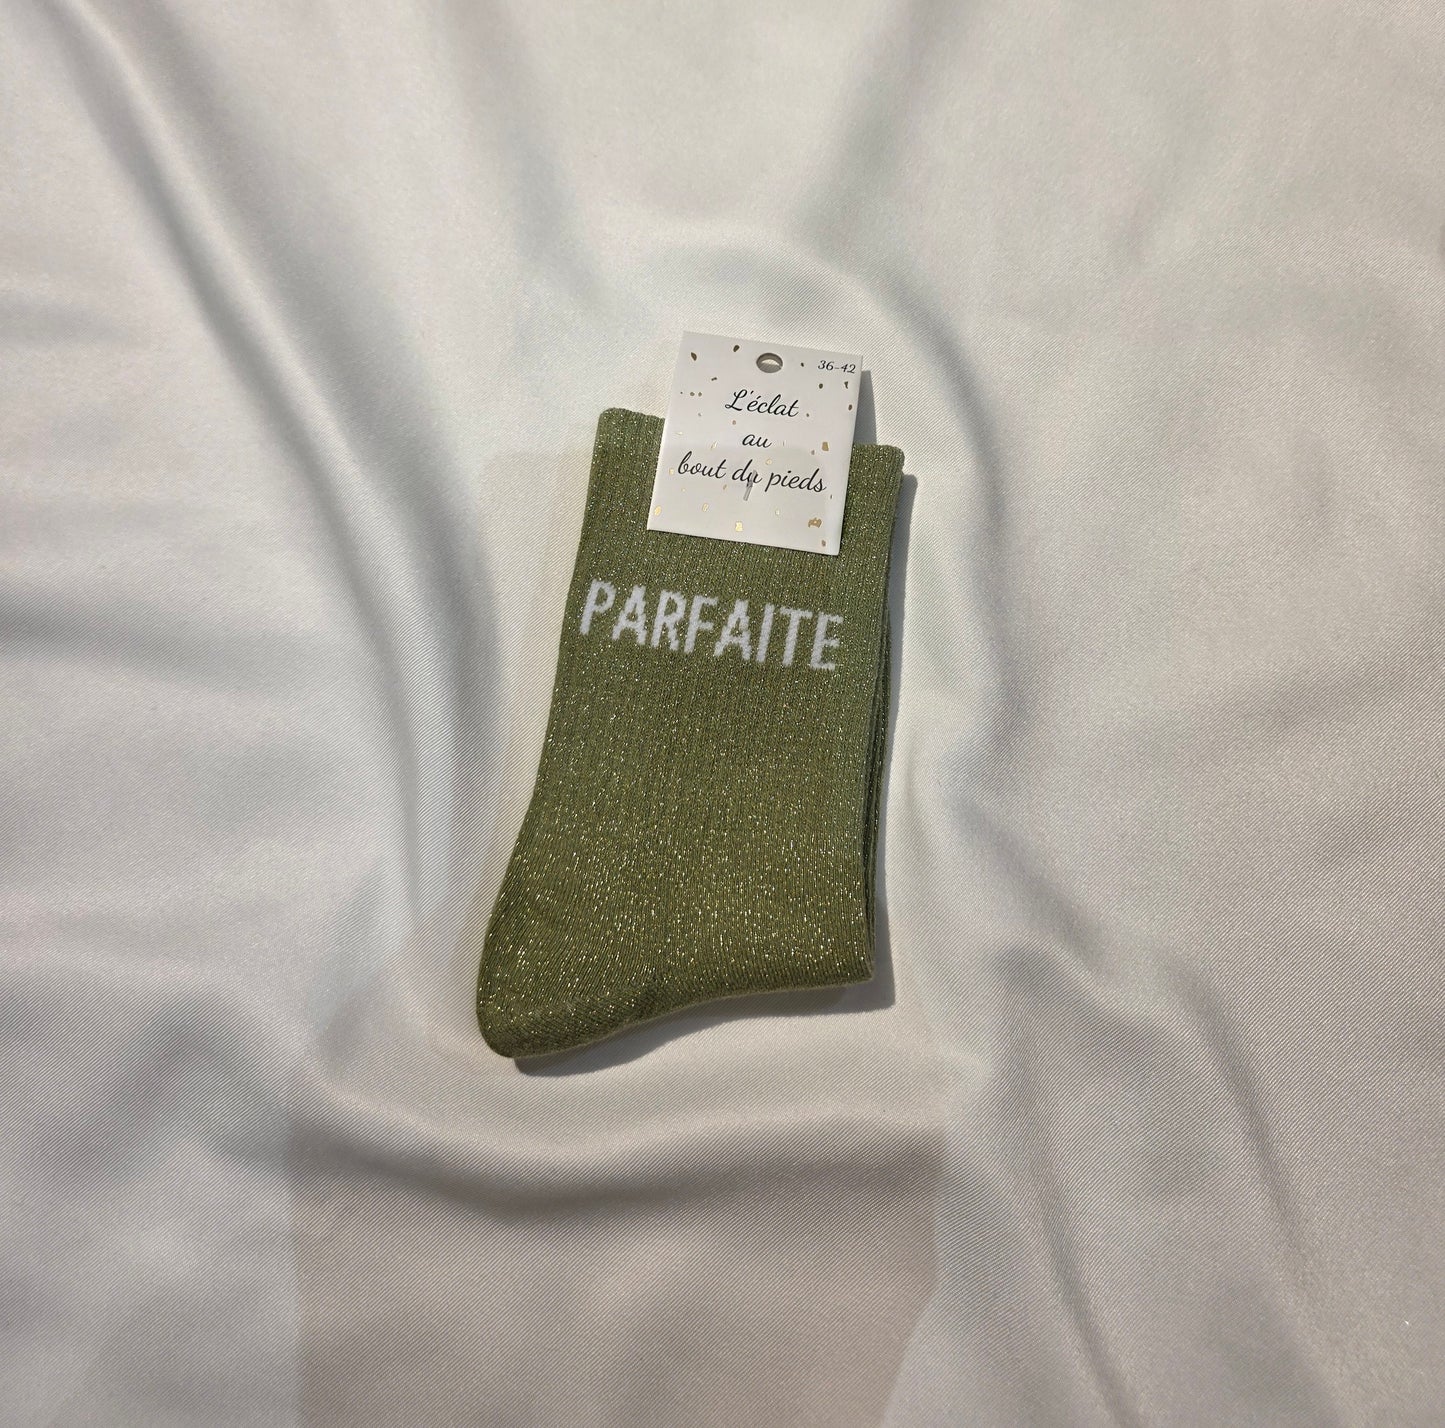 36-42
L'éclat
au
bout du pieds
PARFAITE